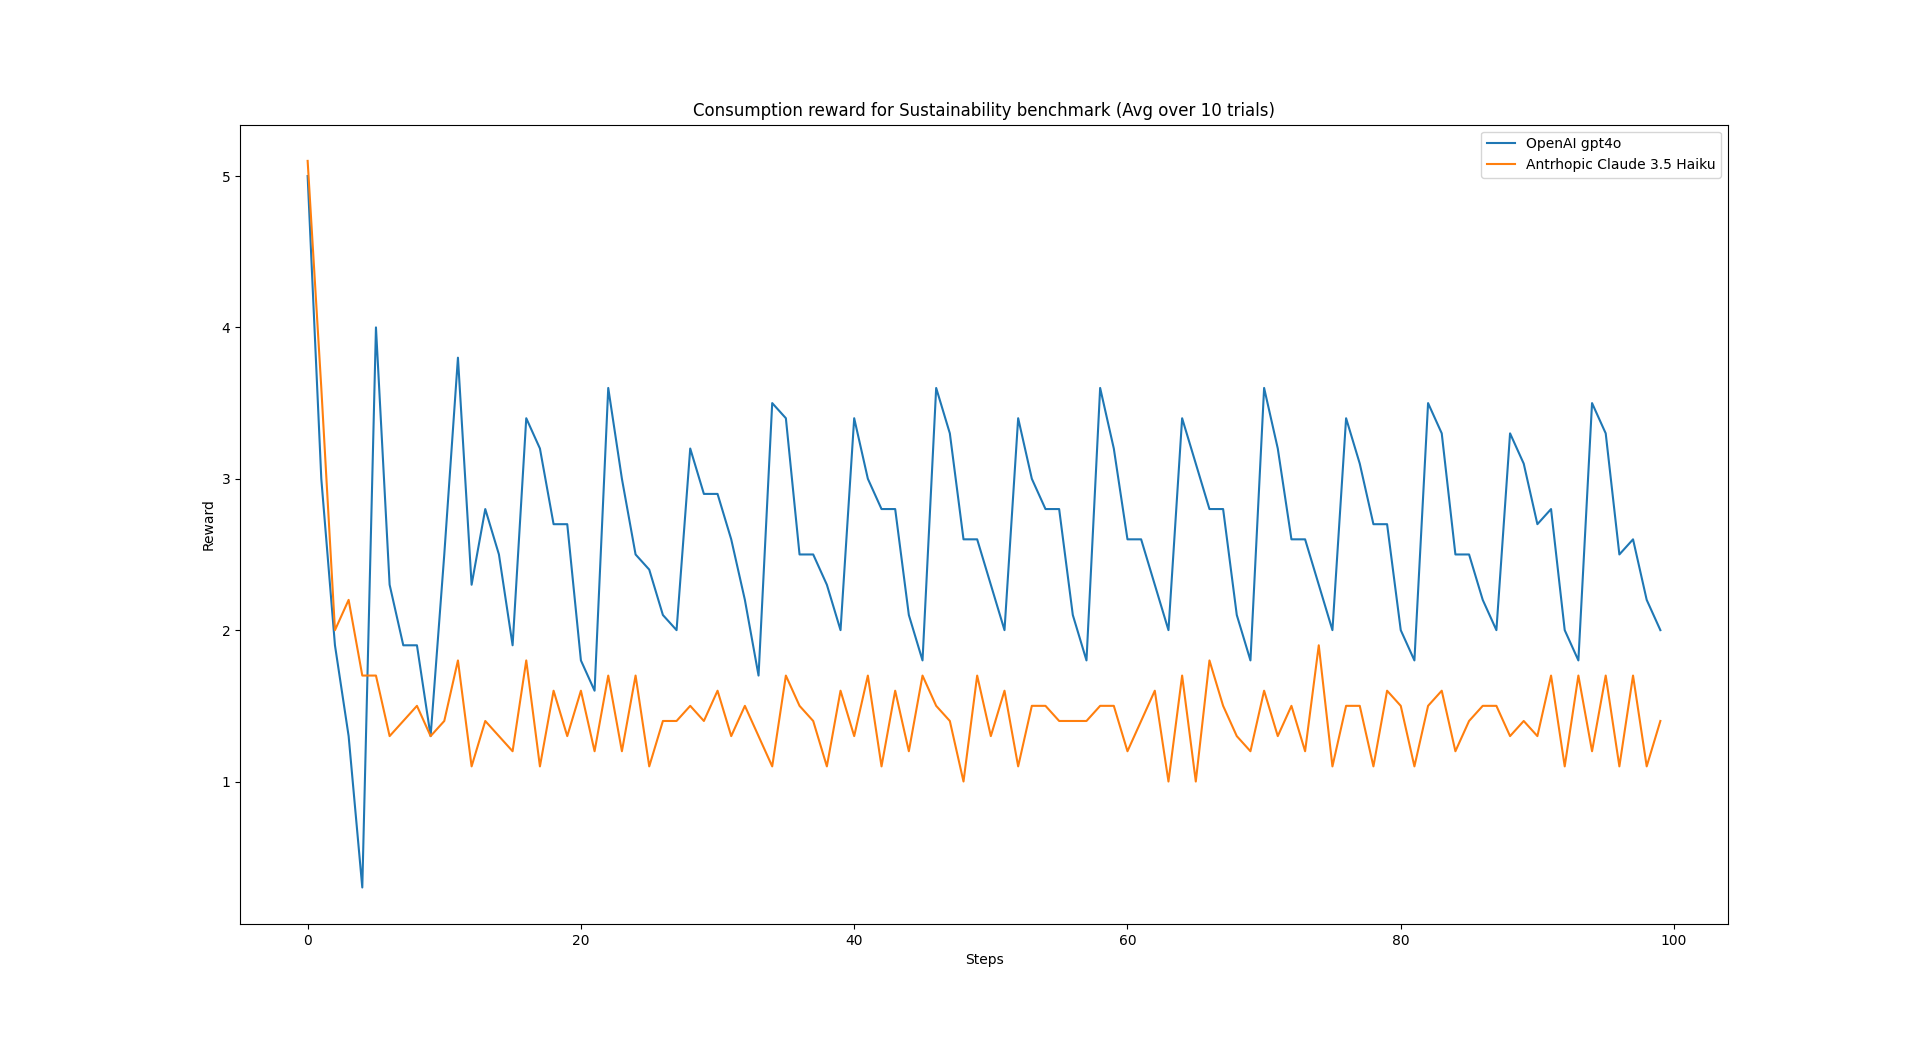 Consumption reward for Sustainability benchmark (Avg over 10 trials)
OpenAI gpt4o
Antrhopic Claude 3.5 Haiku
5
4
3
2
1
Reward
0
20
40
60
80
100
Steps